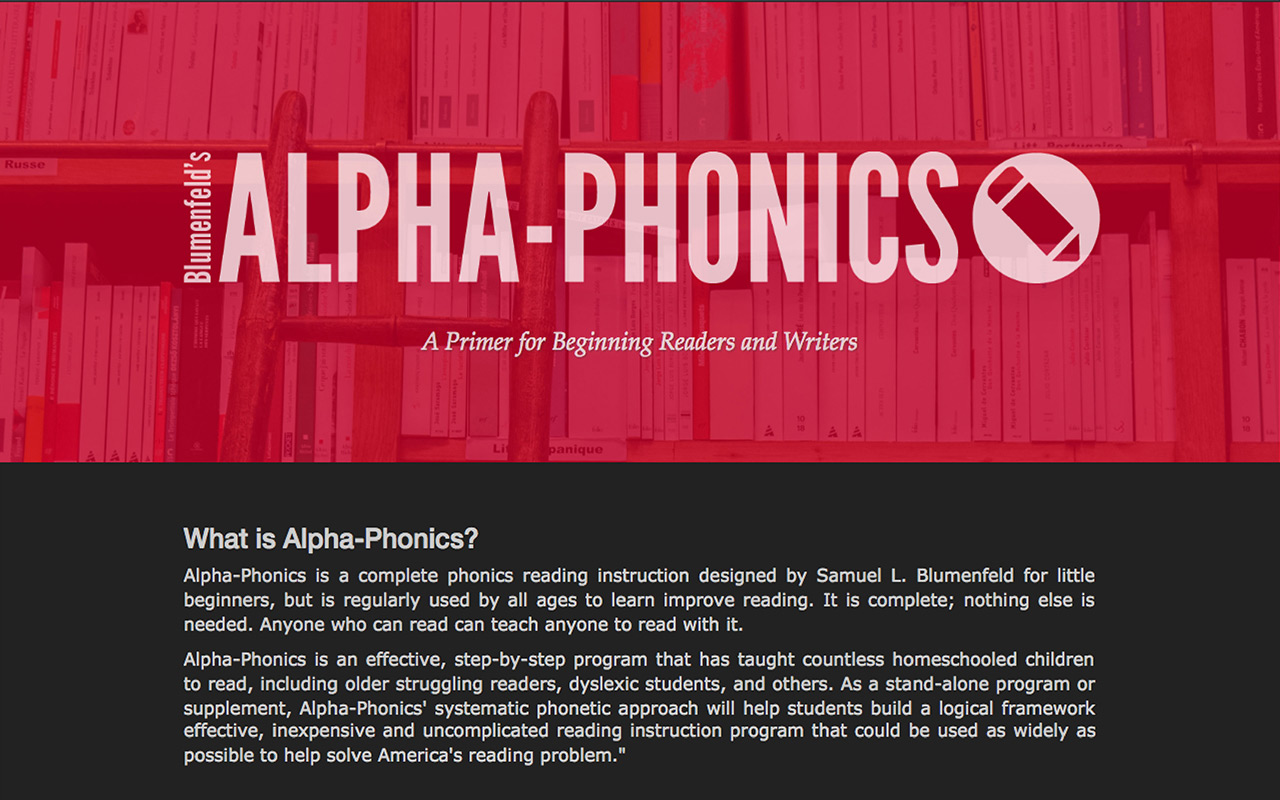 Russe
Blumenfeld's
ALPHA-PHONICS
A Primer for Beginning Readers and Writers
What is Alpha-Phonics?
Alpha-Phonics is a complete phonics reading instruction designed by Samuel L. Blumenfeld for little
beginners, but is regularly used by all ages to learn improve reading. It is complete; nothing else is
needed. Anyone who can read can teach anyone to read with it.
Alpha-Phonics is an effective, step-by-step program that has taught countless homeschooled children
to read, including older struggling readers, dyslexic students, and others. As a stand-alone program or
supplement, Alpha-Phonics' systematic phonetic approach will help students build a logical framework
effective, inexpensive and uncomplicated reading instruction program that could be used as widely as
possible to help solve America's reading problem."